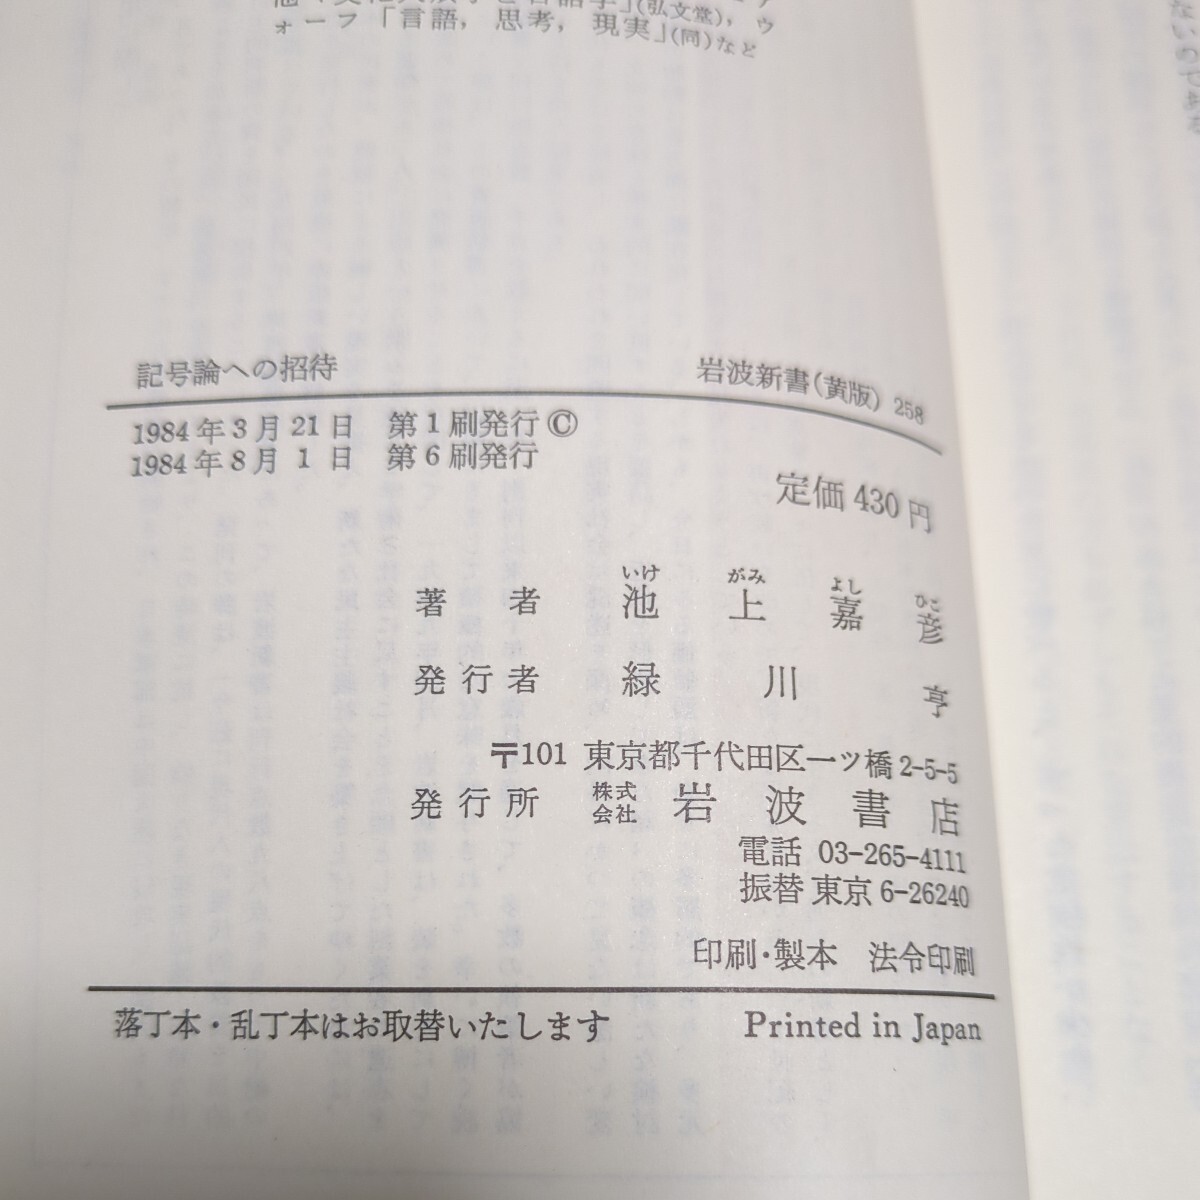 ォーフ「言語，思考，現実」(同)など
記号論への招待
岩波新書(黄版) 258
1984年3月21日 第1刷発行 ©
1984年8月1日 第6刷発行
定価 430 円
いけ がみ よし ひこ
著者 池上嘉彦
発行者 緑川亨
〒101 東京都千代田区一ツ橋 2-5-5
発行所 株式会社 岩波書店
電話 03-265-4111
振替 東京 6-26240
印刷・製本 法令印刷
落丁本・乱丁本はお取替いたします Printed in Japan